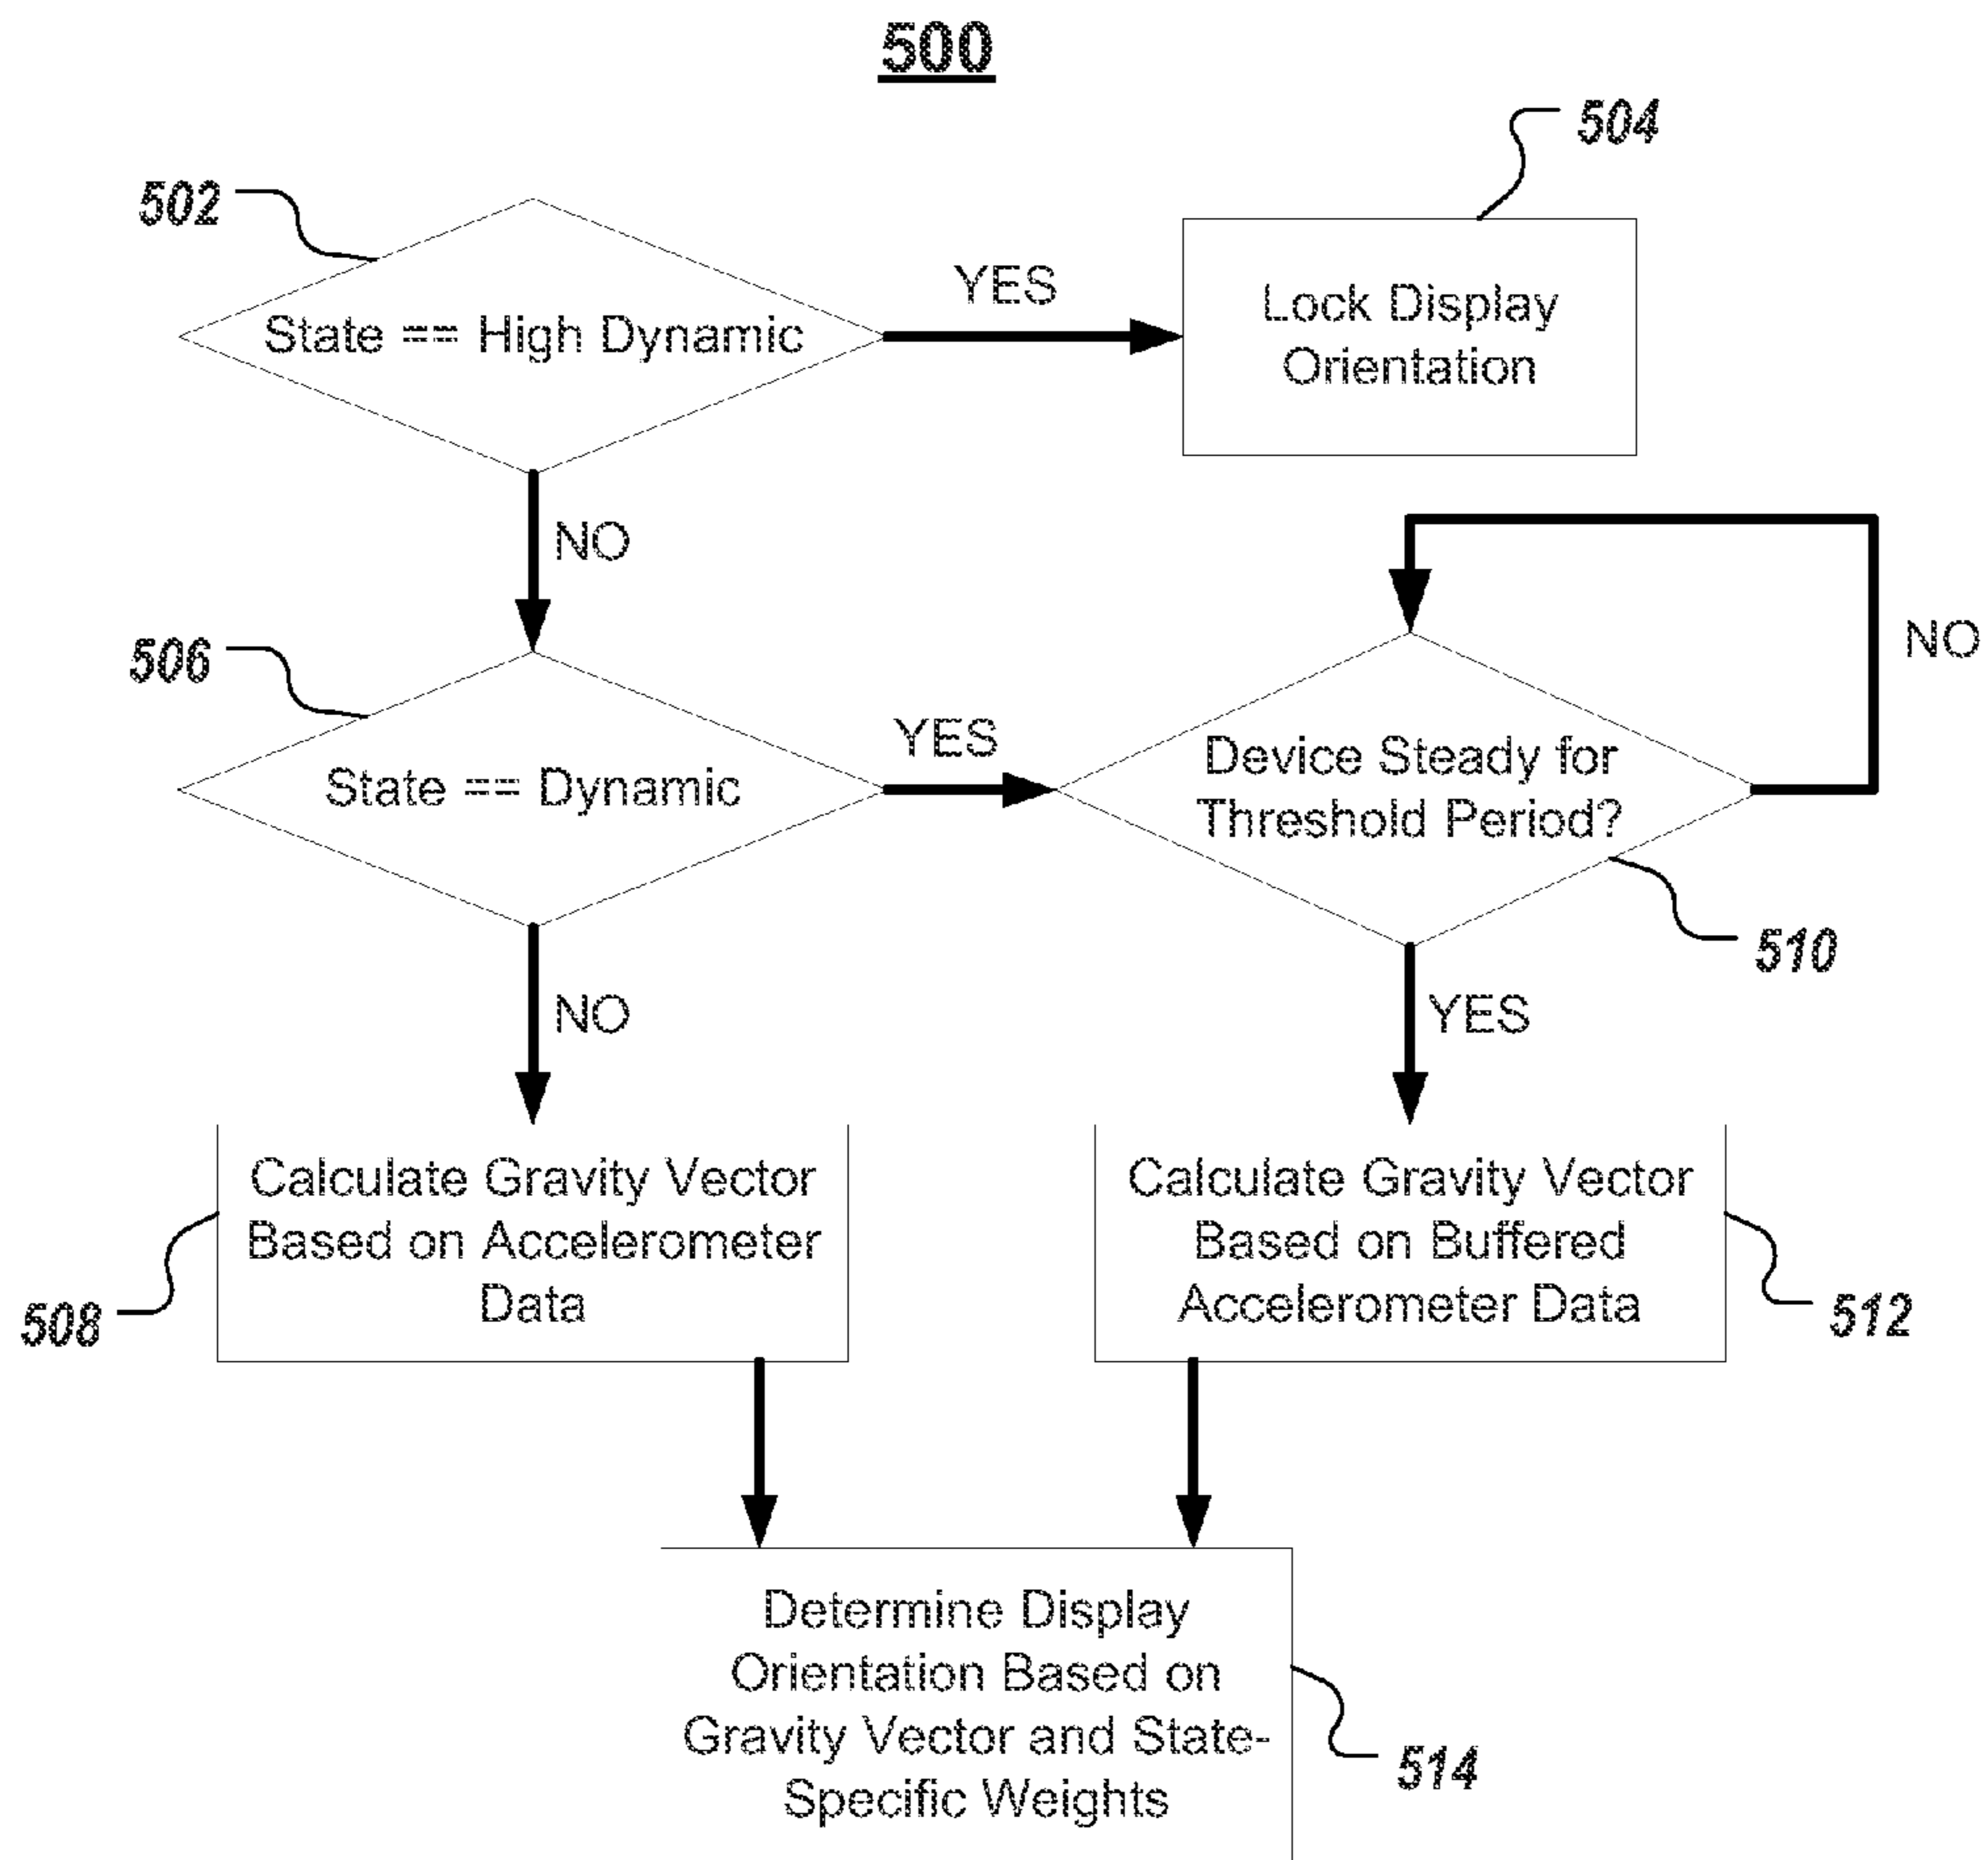 500
504
502
State == High Dynamic
YES
Lock Display
Orientation
NO
506
State == Dynamic
YES
Device Steady for
Threshold Period?
NO
510
NO
YES
Calculate Gravity Vector
Based on Accelerometer
Data
508
Calculate Gravity Vector
Based on Buffered
Accelerometer Data
512
Determine Display
Orientation Based on
Gravity Vector and State-
Specific Weights
514